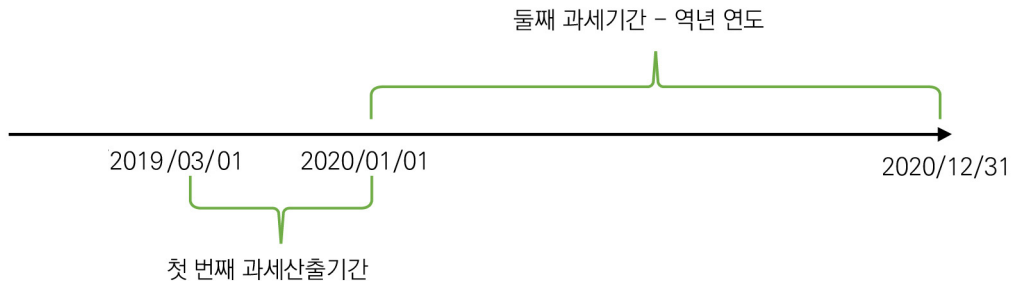 둘째 과세기간 – 역년 연도
2019/03/01
2020/01/01
2020/12/31
첫 번째 과세산출기간